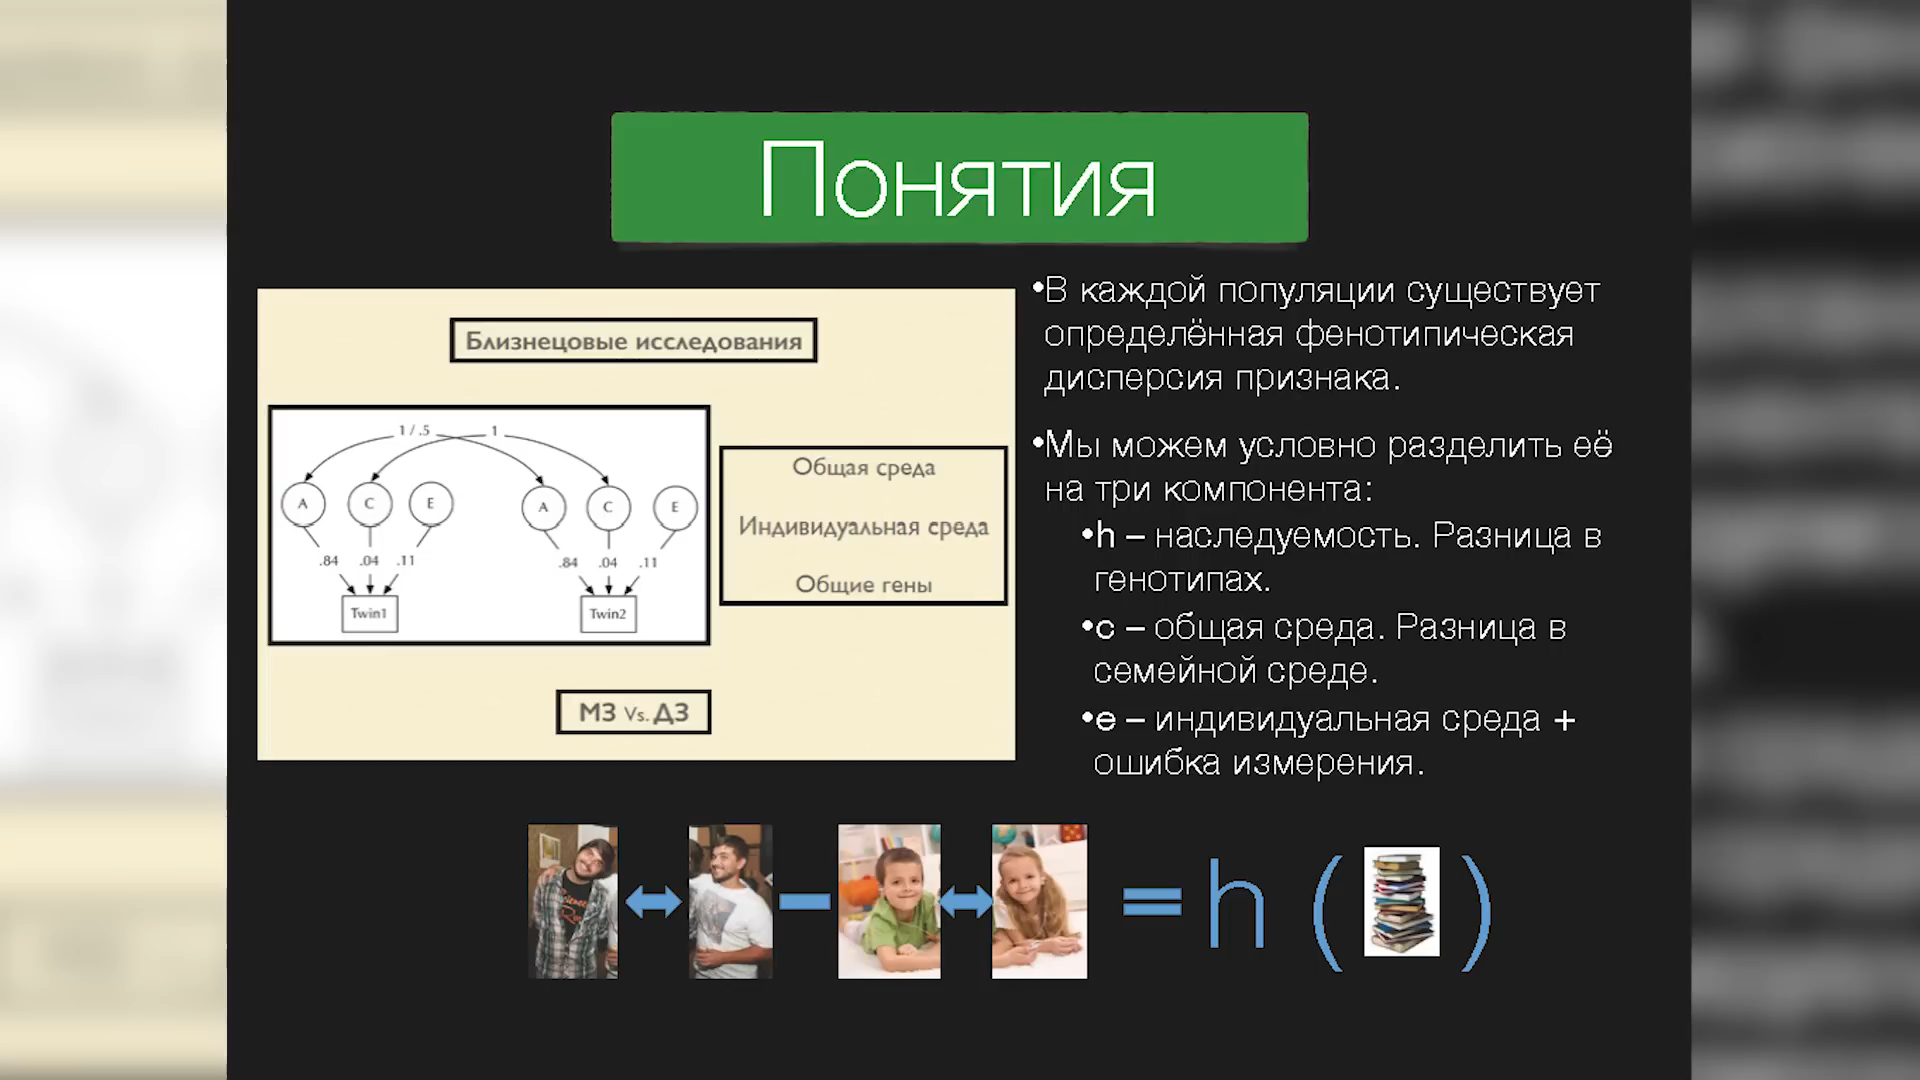 Понятия
Близнецовые исследования
1 / .5
1
A
C
E
A
C
E
.84
.04
.11
.84
.04
.11
Twin1
Twin2
Общая среда
Индивидуальная среда
Общие гены
МЗ Vs. ДЗ
•В каждой популяции существует
определённая фенотипическая
дисперсия признака.
•Мы можем условно разделить её
на три компонента:
•h – наследуемость. Разница в
генотипах.
•c – общая среда. Разница в
семейной среде.
•e – индивидуальная среда +
ошибка измерения.
= h ( )